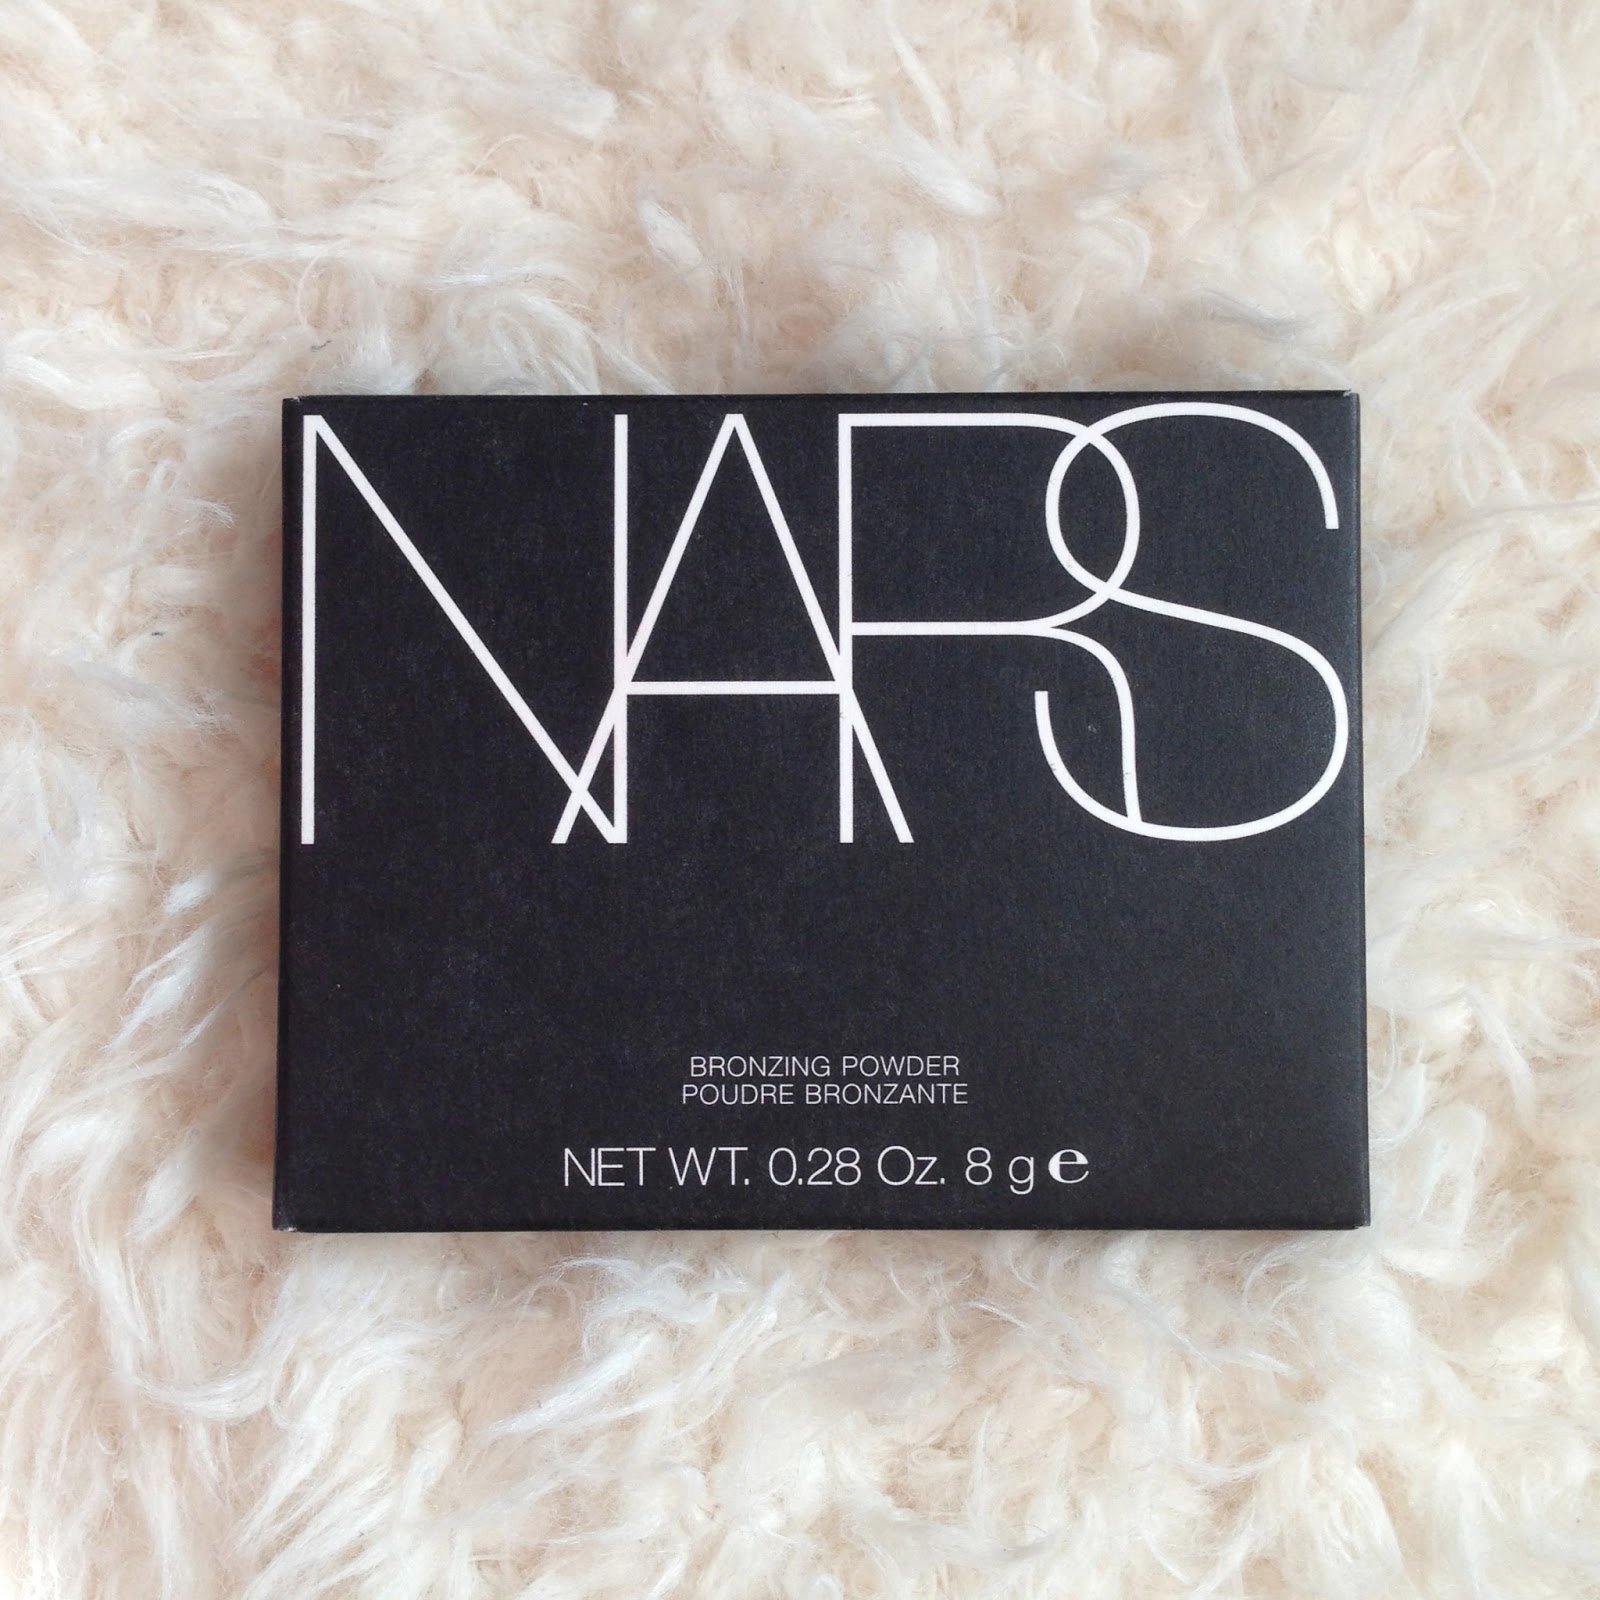 NARS
BRONZING POWDER
POUDRE BRONZANTE
NET WT. 0.28 Oz. 8 g ℮